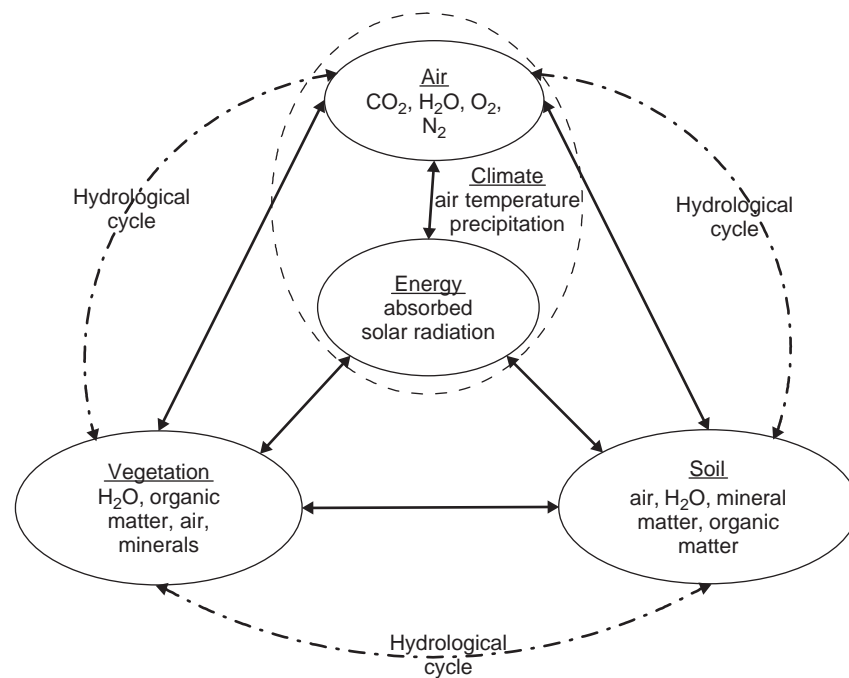 Air
CO₂, H₂O, O₂,
N₂
Climate
air temperature
precipitation
Hydrological
cycle
Hydrological
cycle
Energy
absorbed
solar radiation
Vegetation
H₂O, organic
matter, air,
minerals
Soil
air, H₂O, mineral
matter, organic
matter
Hydrological
cycle